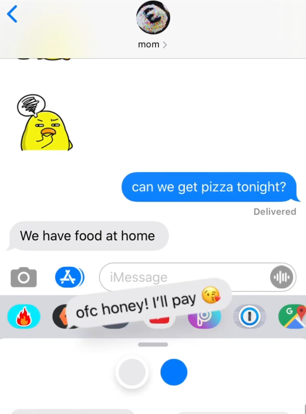 mom
can we get pizza tonight?
Delivered
We have food at home
iMessage
ofc honey! I'll pay 😘